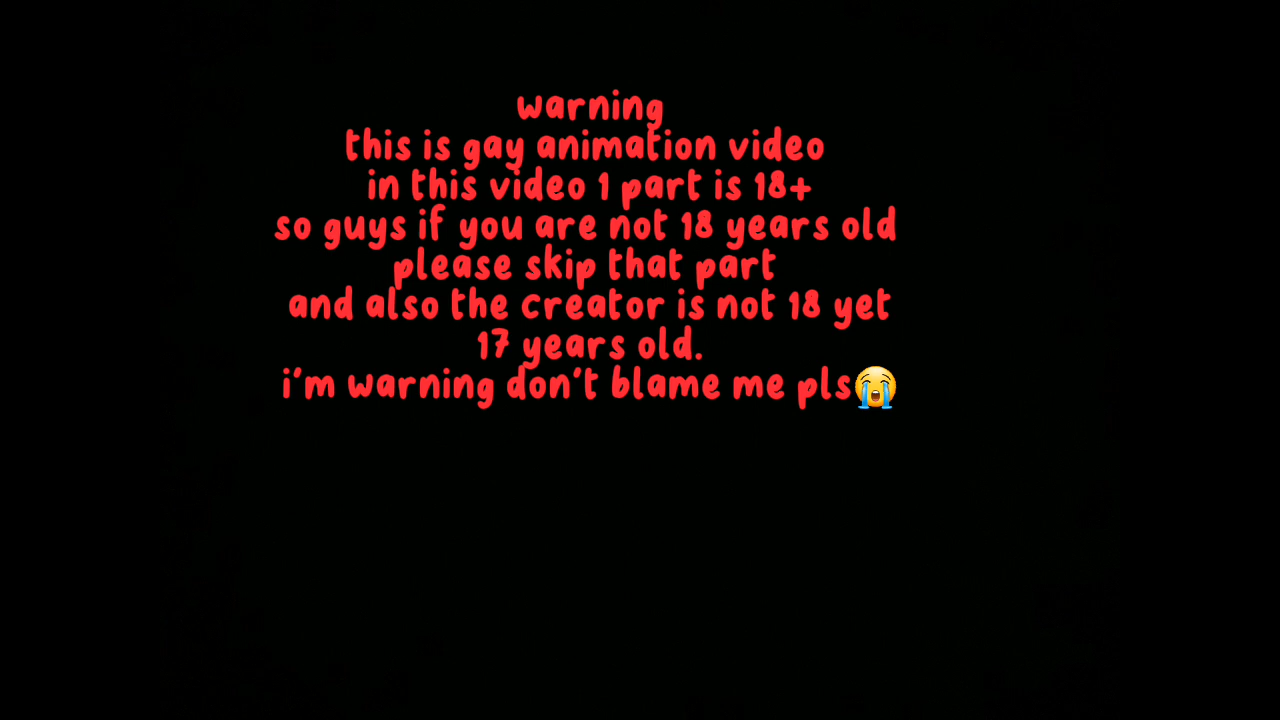 warning
this is gay animation video
in this video 1 part is 18+
so guys if you are not 18 years old
please skip that part
and also the creator is not 18 yet
17 years old.
i'm warning don't blame me pls😭